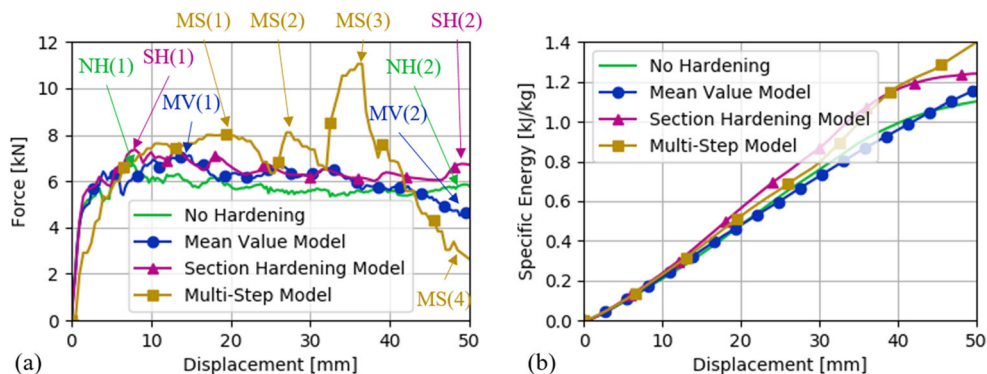 MS(1) MS(2) MS(3) SH(2)
SH(1)
NH(1) NH(2)
MV(1)
MV(2)
MS(4)
12
10
8
6
4
2
0
Force [kN]
No Hardening
Mean Value Model
Section Hardening Model
Multi-Step Model
0 10 20 30 40 50
Displacement [mm]
(a)
1.4
1.2
1.0
0.8
0.6
0.4
0.2
0.0
Specific Energy [kJ/kg]
No Hardening
Mean Value Model
Section Hardening Model
Multi-Step Model
0 10 20 30 40 50
Displacement [mm]
(b)